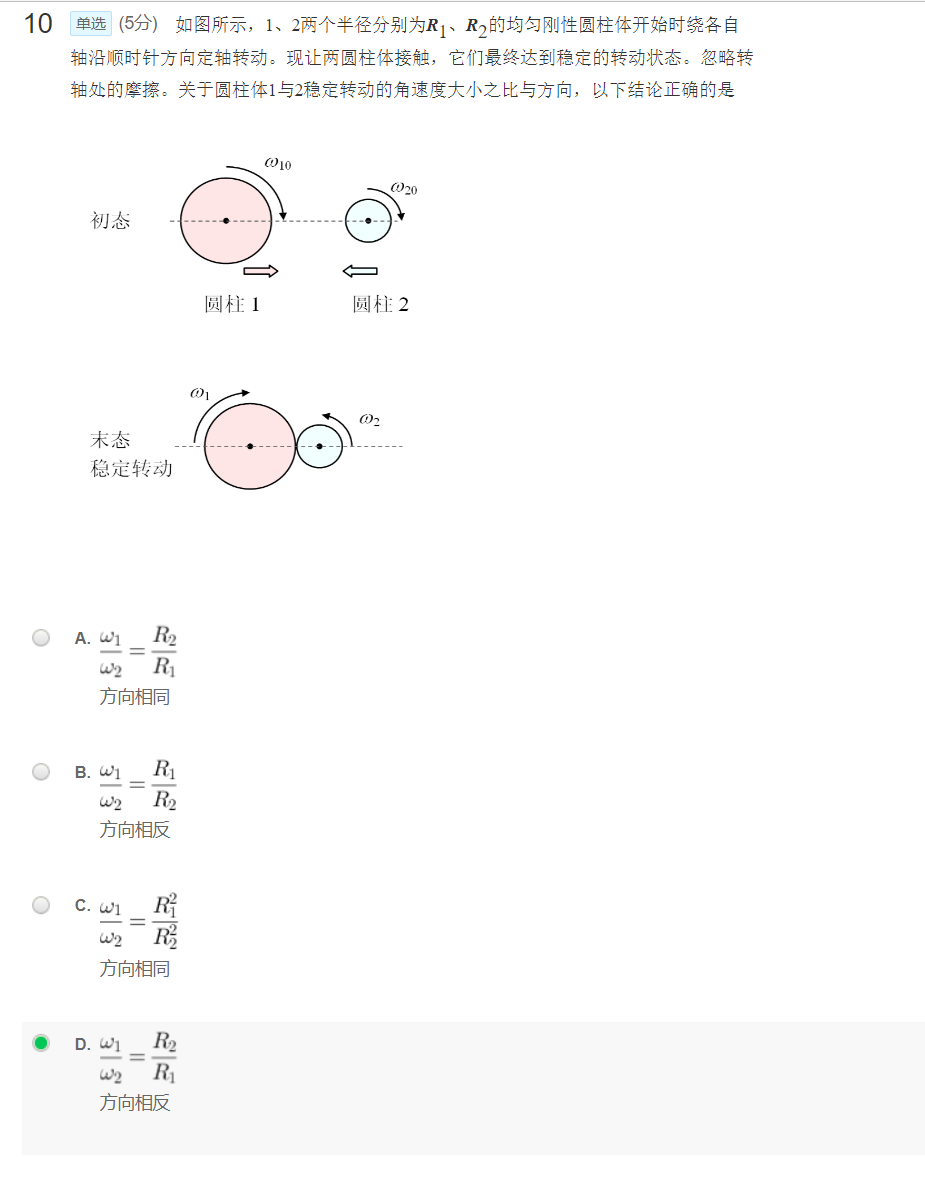 10 单选 (5分) 如图所示，1、2两个半径分别为R₁、R₂的均匀刚性圆柱体开始时绕各自
轴沿顺时针方向定轴转动。现让两圆柱体接触，它们最终达到稳定的转动状态。忽略转
轴处的摩擦。关于圆柱体1与2稳定转动的角速度大小之比与方向，以下结论正确的是
ω₁₀
ω₂₀
初态
圆柱 1 圆柱 2
ω₁
ω₂
末态
稳定转动
A. ω₁/ω₂ = R₂/R₁
方向相同
B. ω₁/ω₂ = R₁/R₂
方向相反
C. ω₁/ω₂ = R₁²/R₂²
方向相同
D. ω₁/ω₂ = R₂/R₁
方向相反